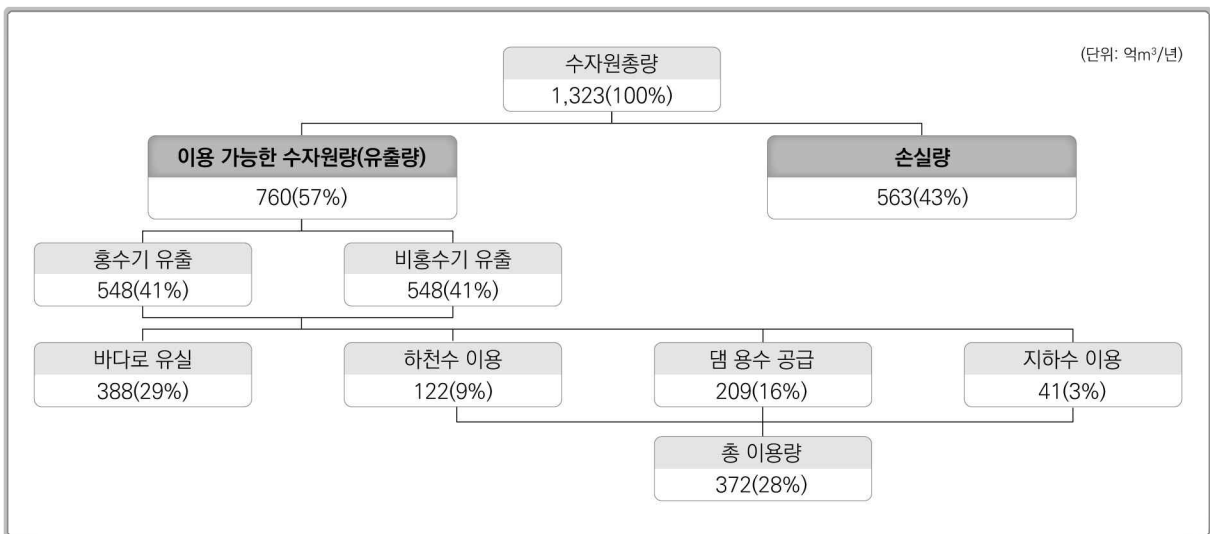 (단위: 억m³/년)
수자원총량
1,323(100%)
이용 가능한 수자원량(유출량)
760(57%)
손실량
563(43%)
홍수기 유출
548(41%)
비홍수기 유출
548(41%)
바다로 유실
388(29%)
하천수 이용
122(9%)
댐 용수 공급
209(16%)
지하수 이용
41(3%)
총 이용량
372(28%)